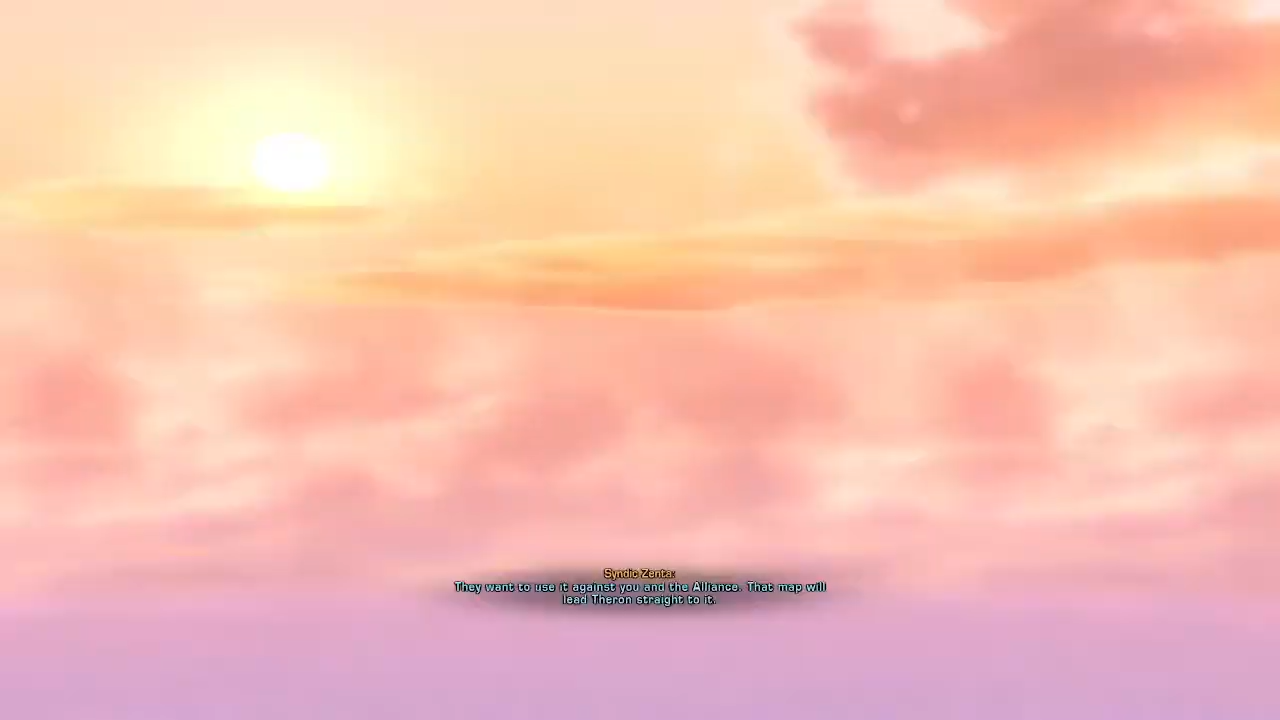 Syndic Zenta:
They want to use it against you and the Alliance. That map will
lead Theron straight to it.